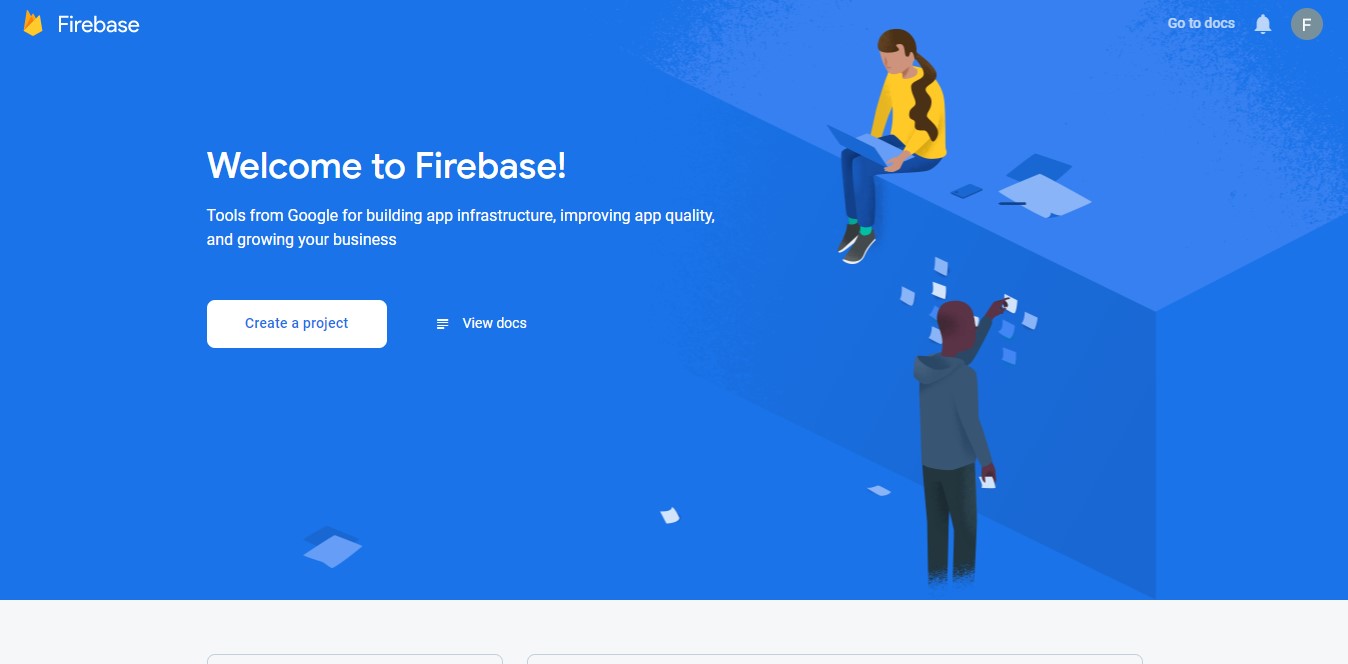 Firebase
Go to docs
F
Welcome to Firebase!
Tools from Google for building app infrastructure, improving app quality,
and growing your business
Create a project
View docs